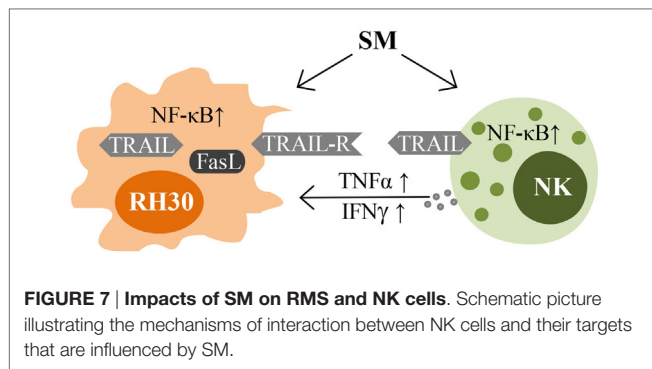 SM
NF-κB↑
NF-κB↑
TRAIL
TRAIL-R
TRAIL
FasL
TNFα ↑
RH30
IFNγ ↑
NK
FIGURE 7 | Impacts of SM on RMS and NK cells. Schematic picture
illustrating the mechanisms of interaction between NK cells and their targets
that are influenced by SM.